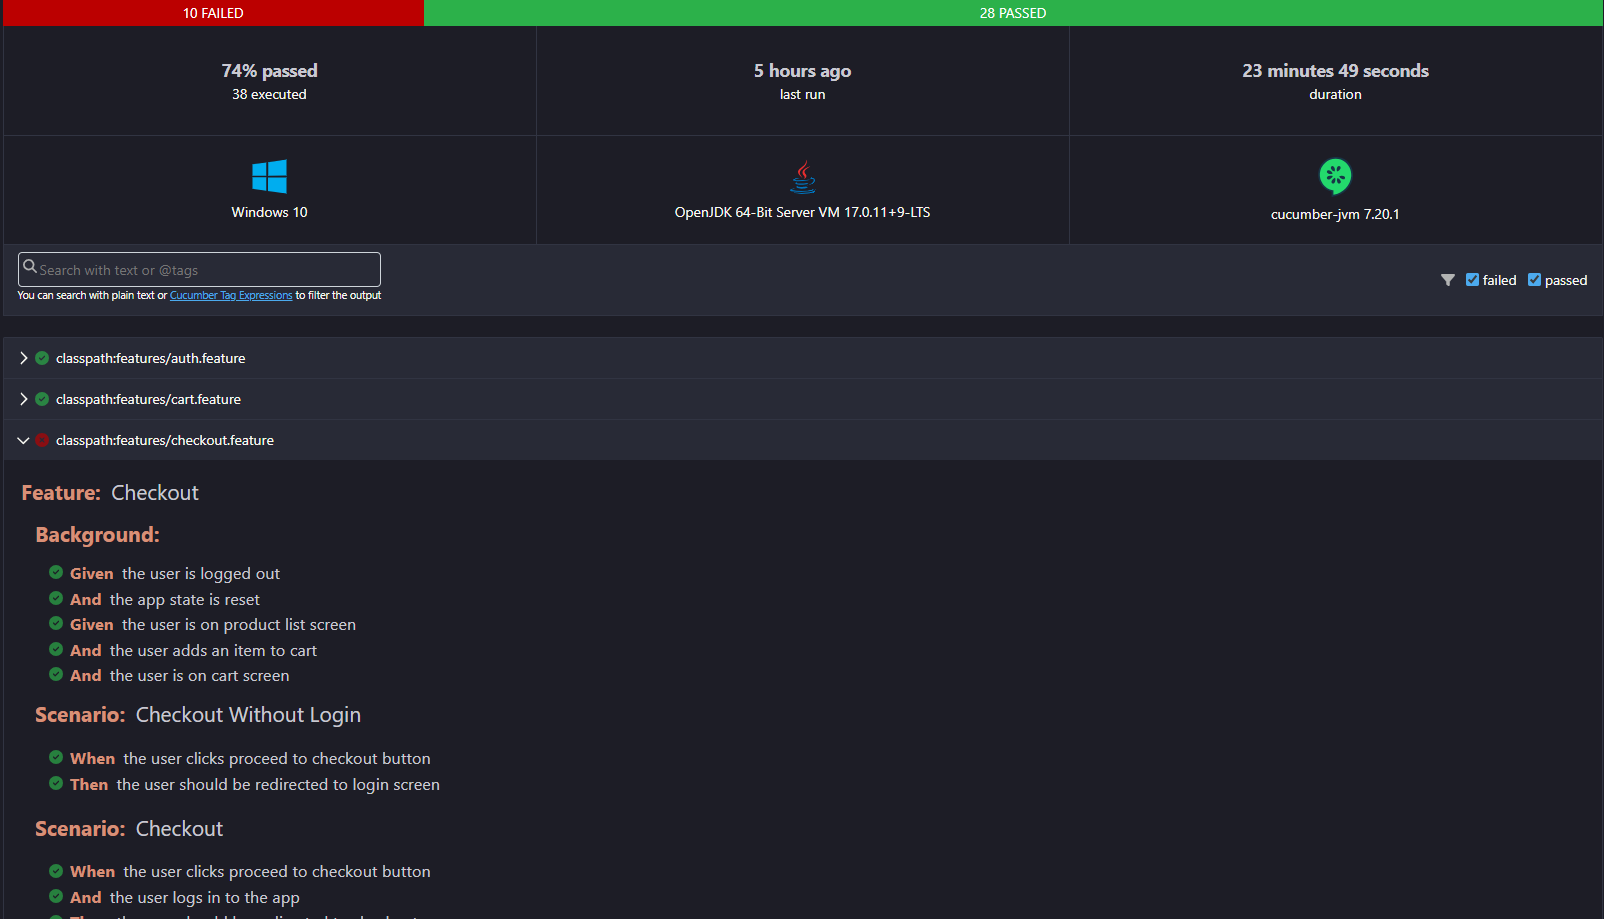 10 FAILED
28 PASSED
74% passed
38 executed
5 hours ago
last run
23 minutes 49 seconds
duration
Windows 10
OpenJDK 64-Bit Server VM 17.0.11+9-LTS
cucumber-jvm 7.20.1
Search with text or @tags
You can search with plain text or Cucumber Tag Expressions to filter the output
failed
passed
classpath:features/auth.feature
classpath:features/cart.feature
classpath:features/checkout.feature
Feature: Checkout
Background:
Given the user is logged out
And the app state is reset
Given the user is on product list screen
And the user adds an item to cart
And the user is on cart screen
Scenario: Checkout Without Login
When the user clicks proceed to checkout button
Then the user should be redirected to login screen
Scenario: Checkout
When the user clicks proceed to checkout button
And the user logs in to the app